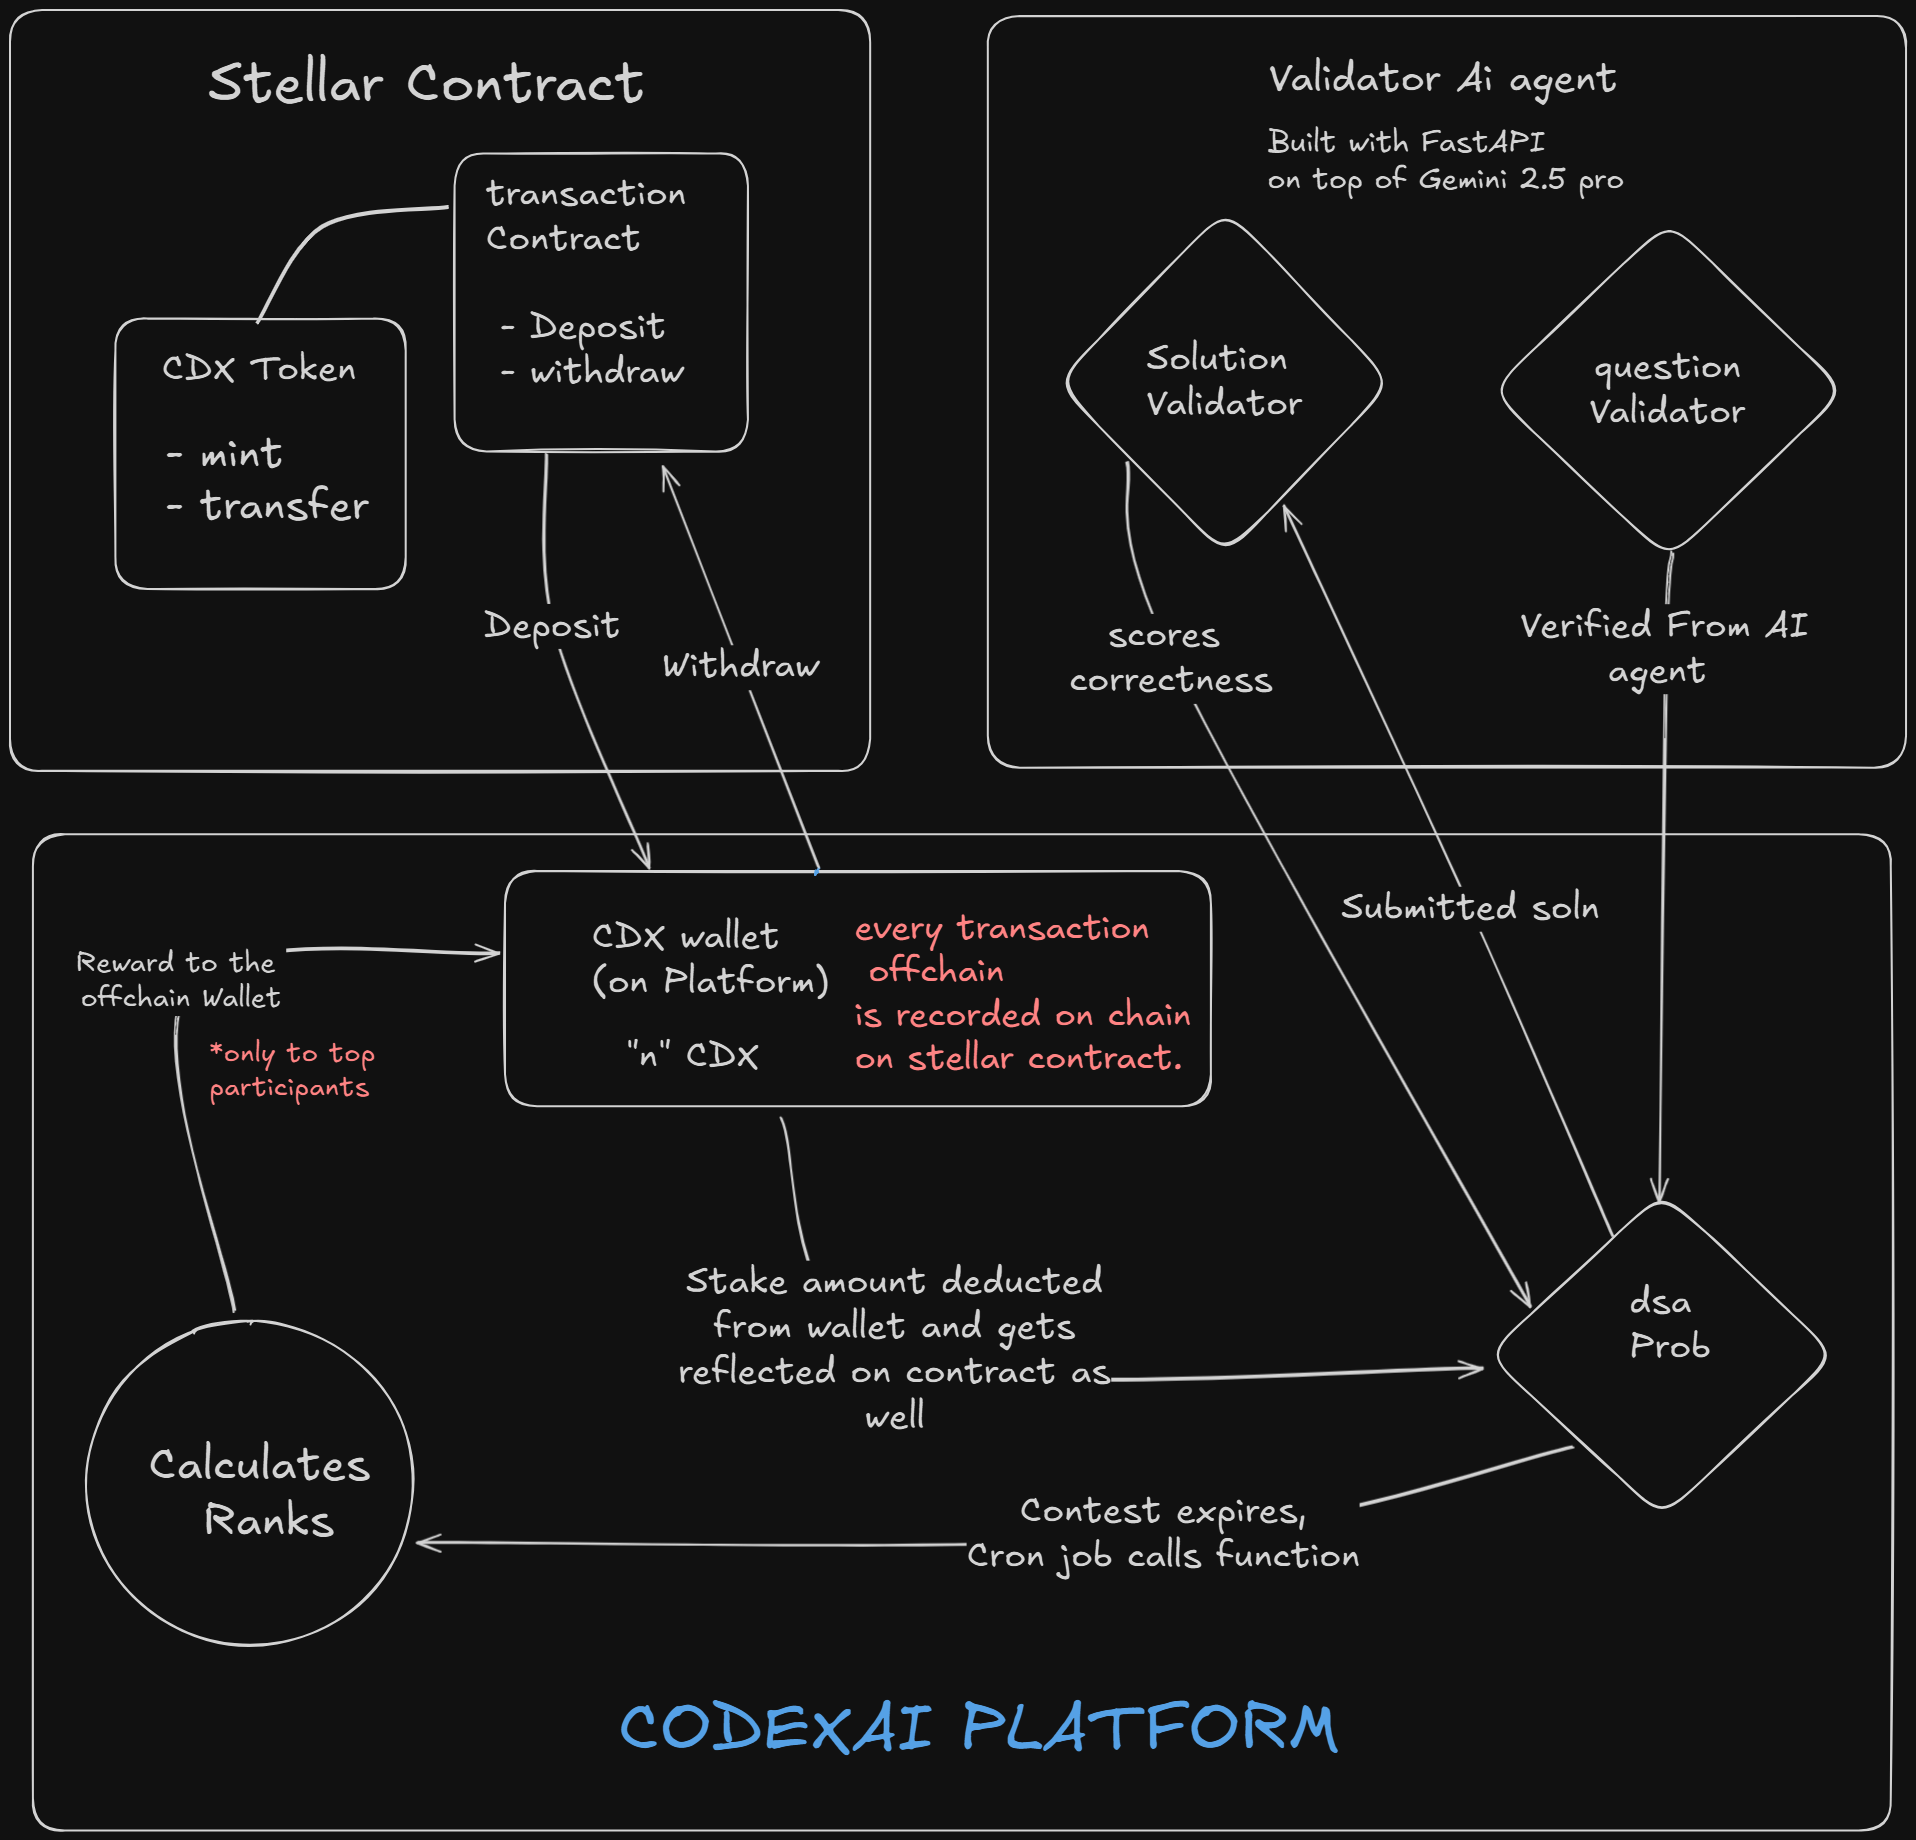 Stellar Contract
transaction
Contract
- Deposit
- withdraw
CDX Token
- mint
- transfer
Deposit
Withdraw
Validator Ai agent
Built with FastAPI
on top of Gemini 2.5 pro
Solution
Validator
question
Validator
scores
correctness
Verified From AI
agent
Submitted soln
CDX wallet
(on Platform)
"n" CDX
every transaction
offchain
is recorded on chain
on stellar contract.
Reward to the
offchain Wallet
*only to top
participants
Stake amount deducted
from wallet and gets
reflected on contract as
well
dsa
Prob
Contest expires,
Cron job calls function
Calculates
Ranks
CODEXAI PLATFORM